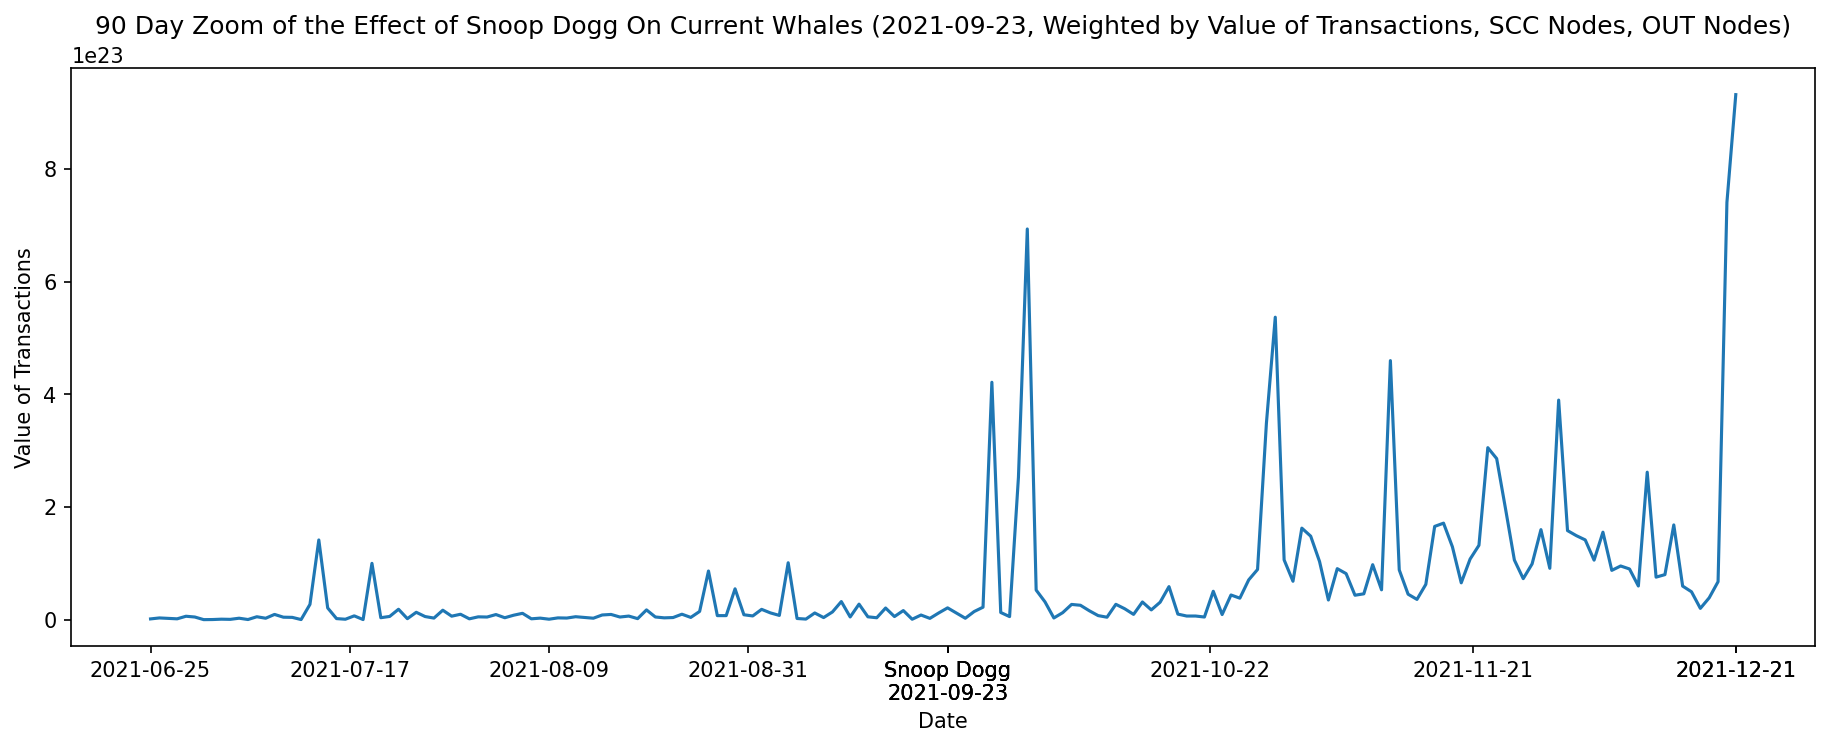 90 Day Zoom of the Effect of Snoop Dogg On Current Whales (2021-09-23, Weighted by Value of Transactions, SCC Nodes, OUT Nodes)
1e23
8
6
4
2
0
Value of Transactions
2021-06-25 2021-07-17 2021-08-09 2021-08-31 Snoop Dogg 2021-10-22 2021-11-21 2021-12-21
2021-09-23
Date